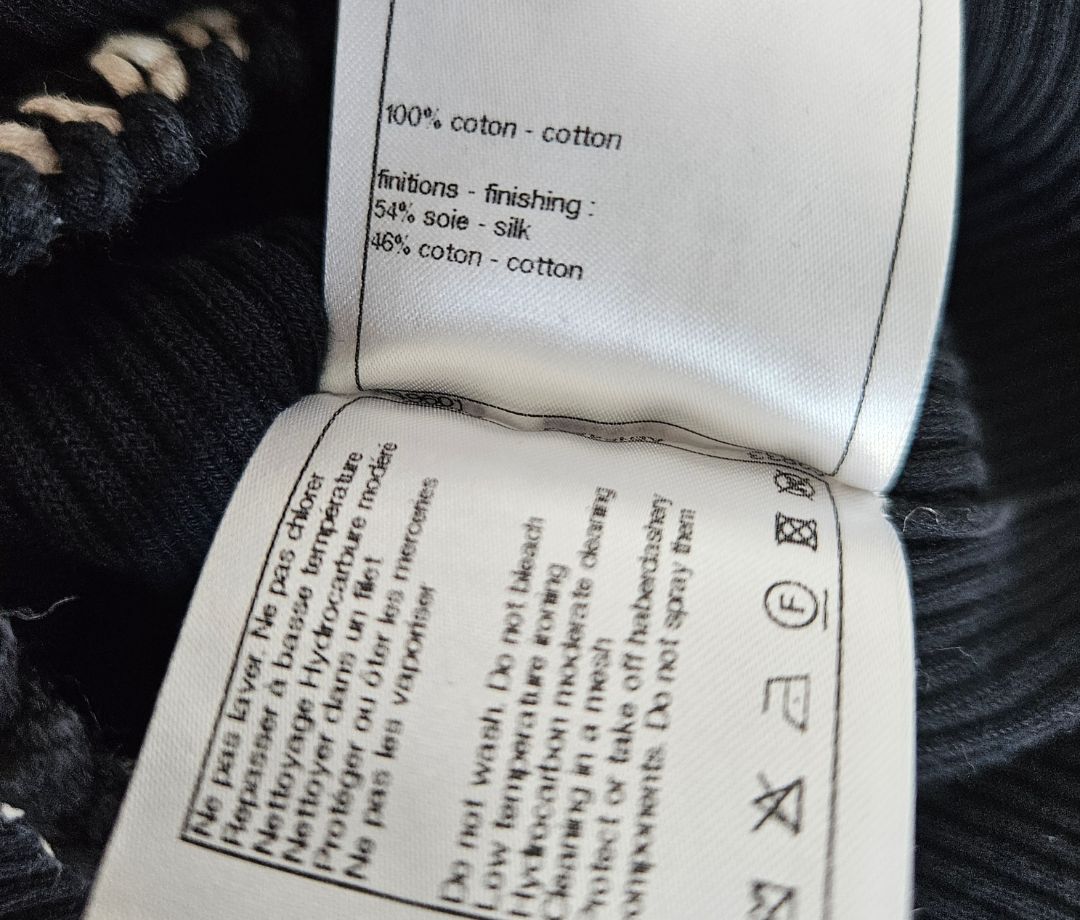 100% coton - cotton
finitions - finishing :
54% soie - silk
46% coton - cotton
Ne pas laver. Ne pas chlorer
Repasser à basse température
Nettoyage Hydrocarbure modéré
Nettoyer dans un filet
Protéger ou ôter les merceries
Ne pas les vaporiser
Do not wash. Do not bleach
Low temperature ironing
Hydrocarbon moderate cleaning
Cleaning in a mesh
Protect or take off haberdashery
components. Do not spray them
F